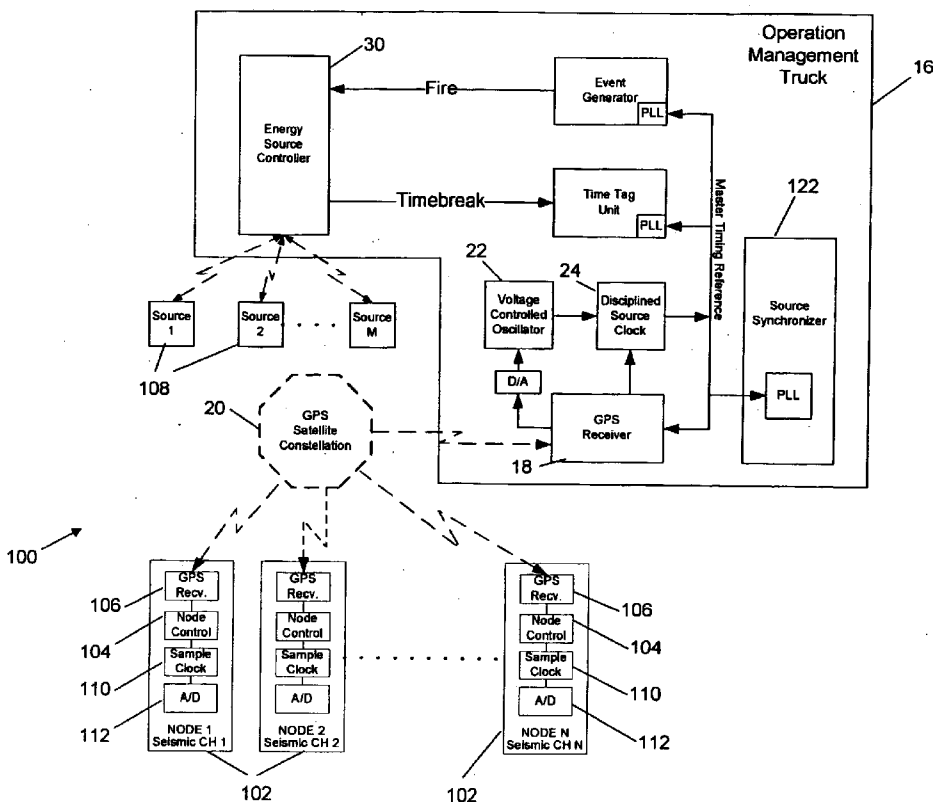 Operation
Management
Truck
16
30
Energy
Source
Controller
Fire
Event
Generator
PLL
Timebreak
Time Tag
Unit
PLL
Master Timing Reference
122
Source
Synchronizer
PLL
22
Voltage
Controlled
Oscillator
24
Disciplined
Source
Clock
D/A
GPS
Receiver
18
Source
1
Source
2
Source
M
108
20
GPS
Satellite
Constellation
100
GPS
Recv.
Node
Control
Sample
Clock
A/D
NODE 1
Seismic CH 1
106
104
110
112
GPS
Recv.
Node
Control
Sample
Clock
A/D
NODE 2
Seismic CH 2
102
GPS
Recv.
Node
Control
Sample
Clock
A/D
NODE N
Seismic CH N
106
104
110
112
102